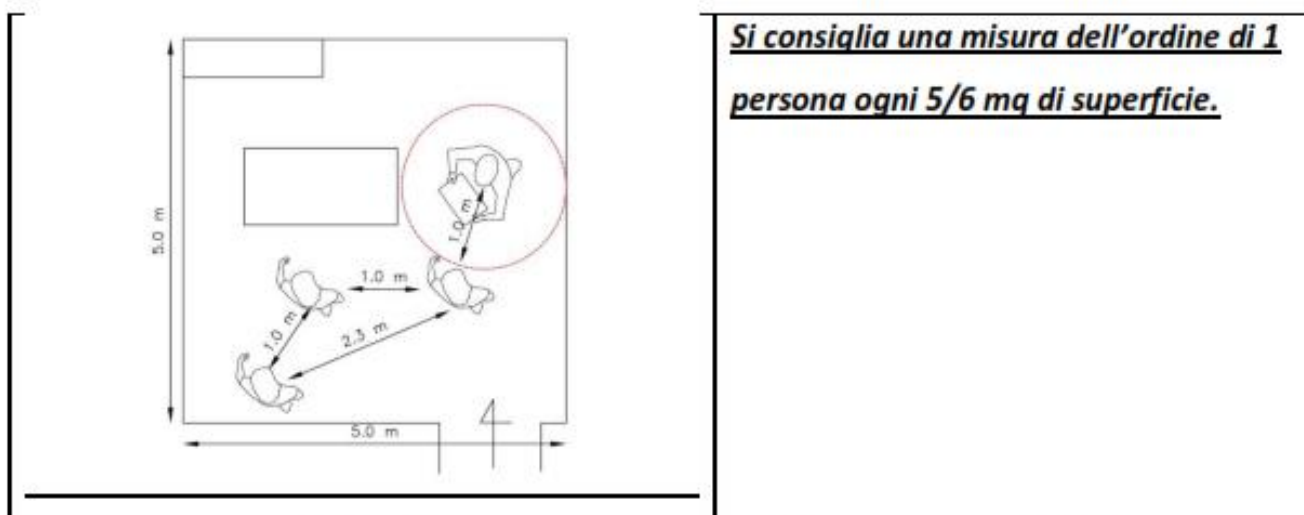 Si consiglia una misura dell'ordine di 1
persona ogni 5/6 mq di superficie.
5.0 m
1.0 m
1.0 m
1.0 m
2.3 m
5.0 m